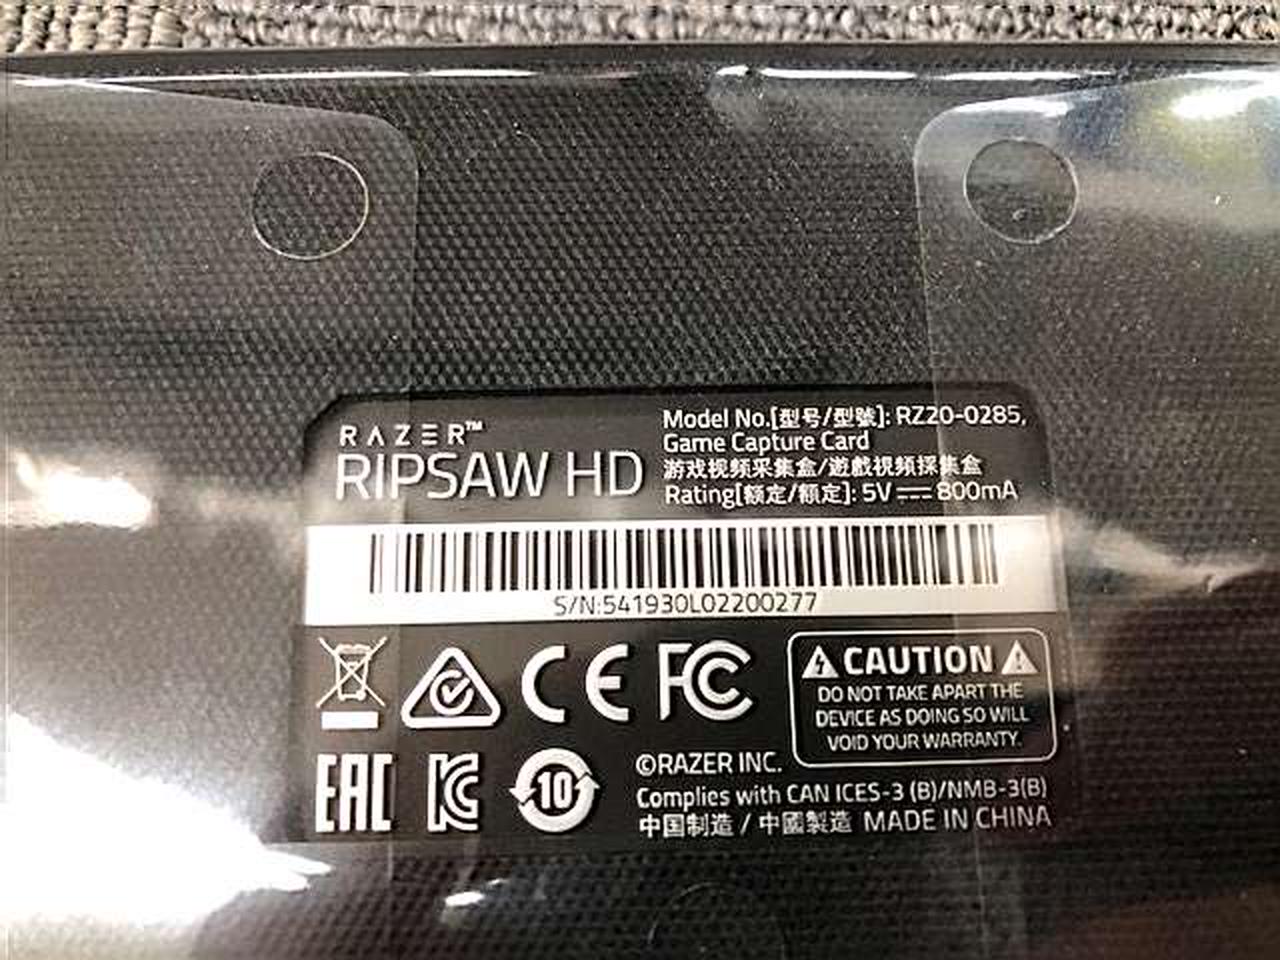 RAZER™
RIPSAW HD
Model No.[型号/型號]: RZ20-0285,
Game Capture Card
游戏视频采集盒/遊戲視頻採集盒
Rating[额定/額定]: 5V ⎓ 800mA
S/N:541930L02200277
CE FC
CAUTION
DO NOT TAKE APART THE
DEVICE AS DOING SO WILL
VOID YOUR WARRANTY.
EAC KC 10
©RAZER INC.
Complies with CAN ICES-3 (B)/NMB-3(B)
中国制造 / 中國製造 MADE IN CHINA